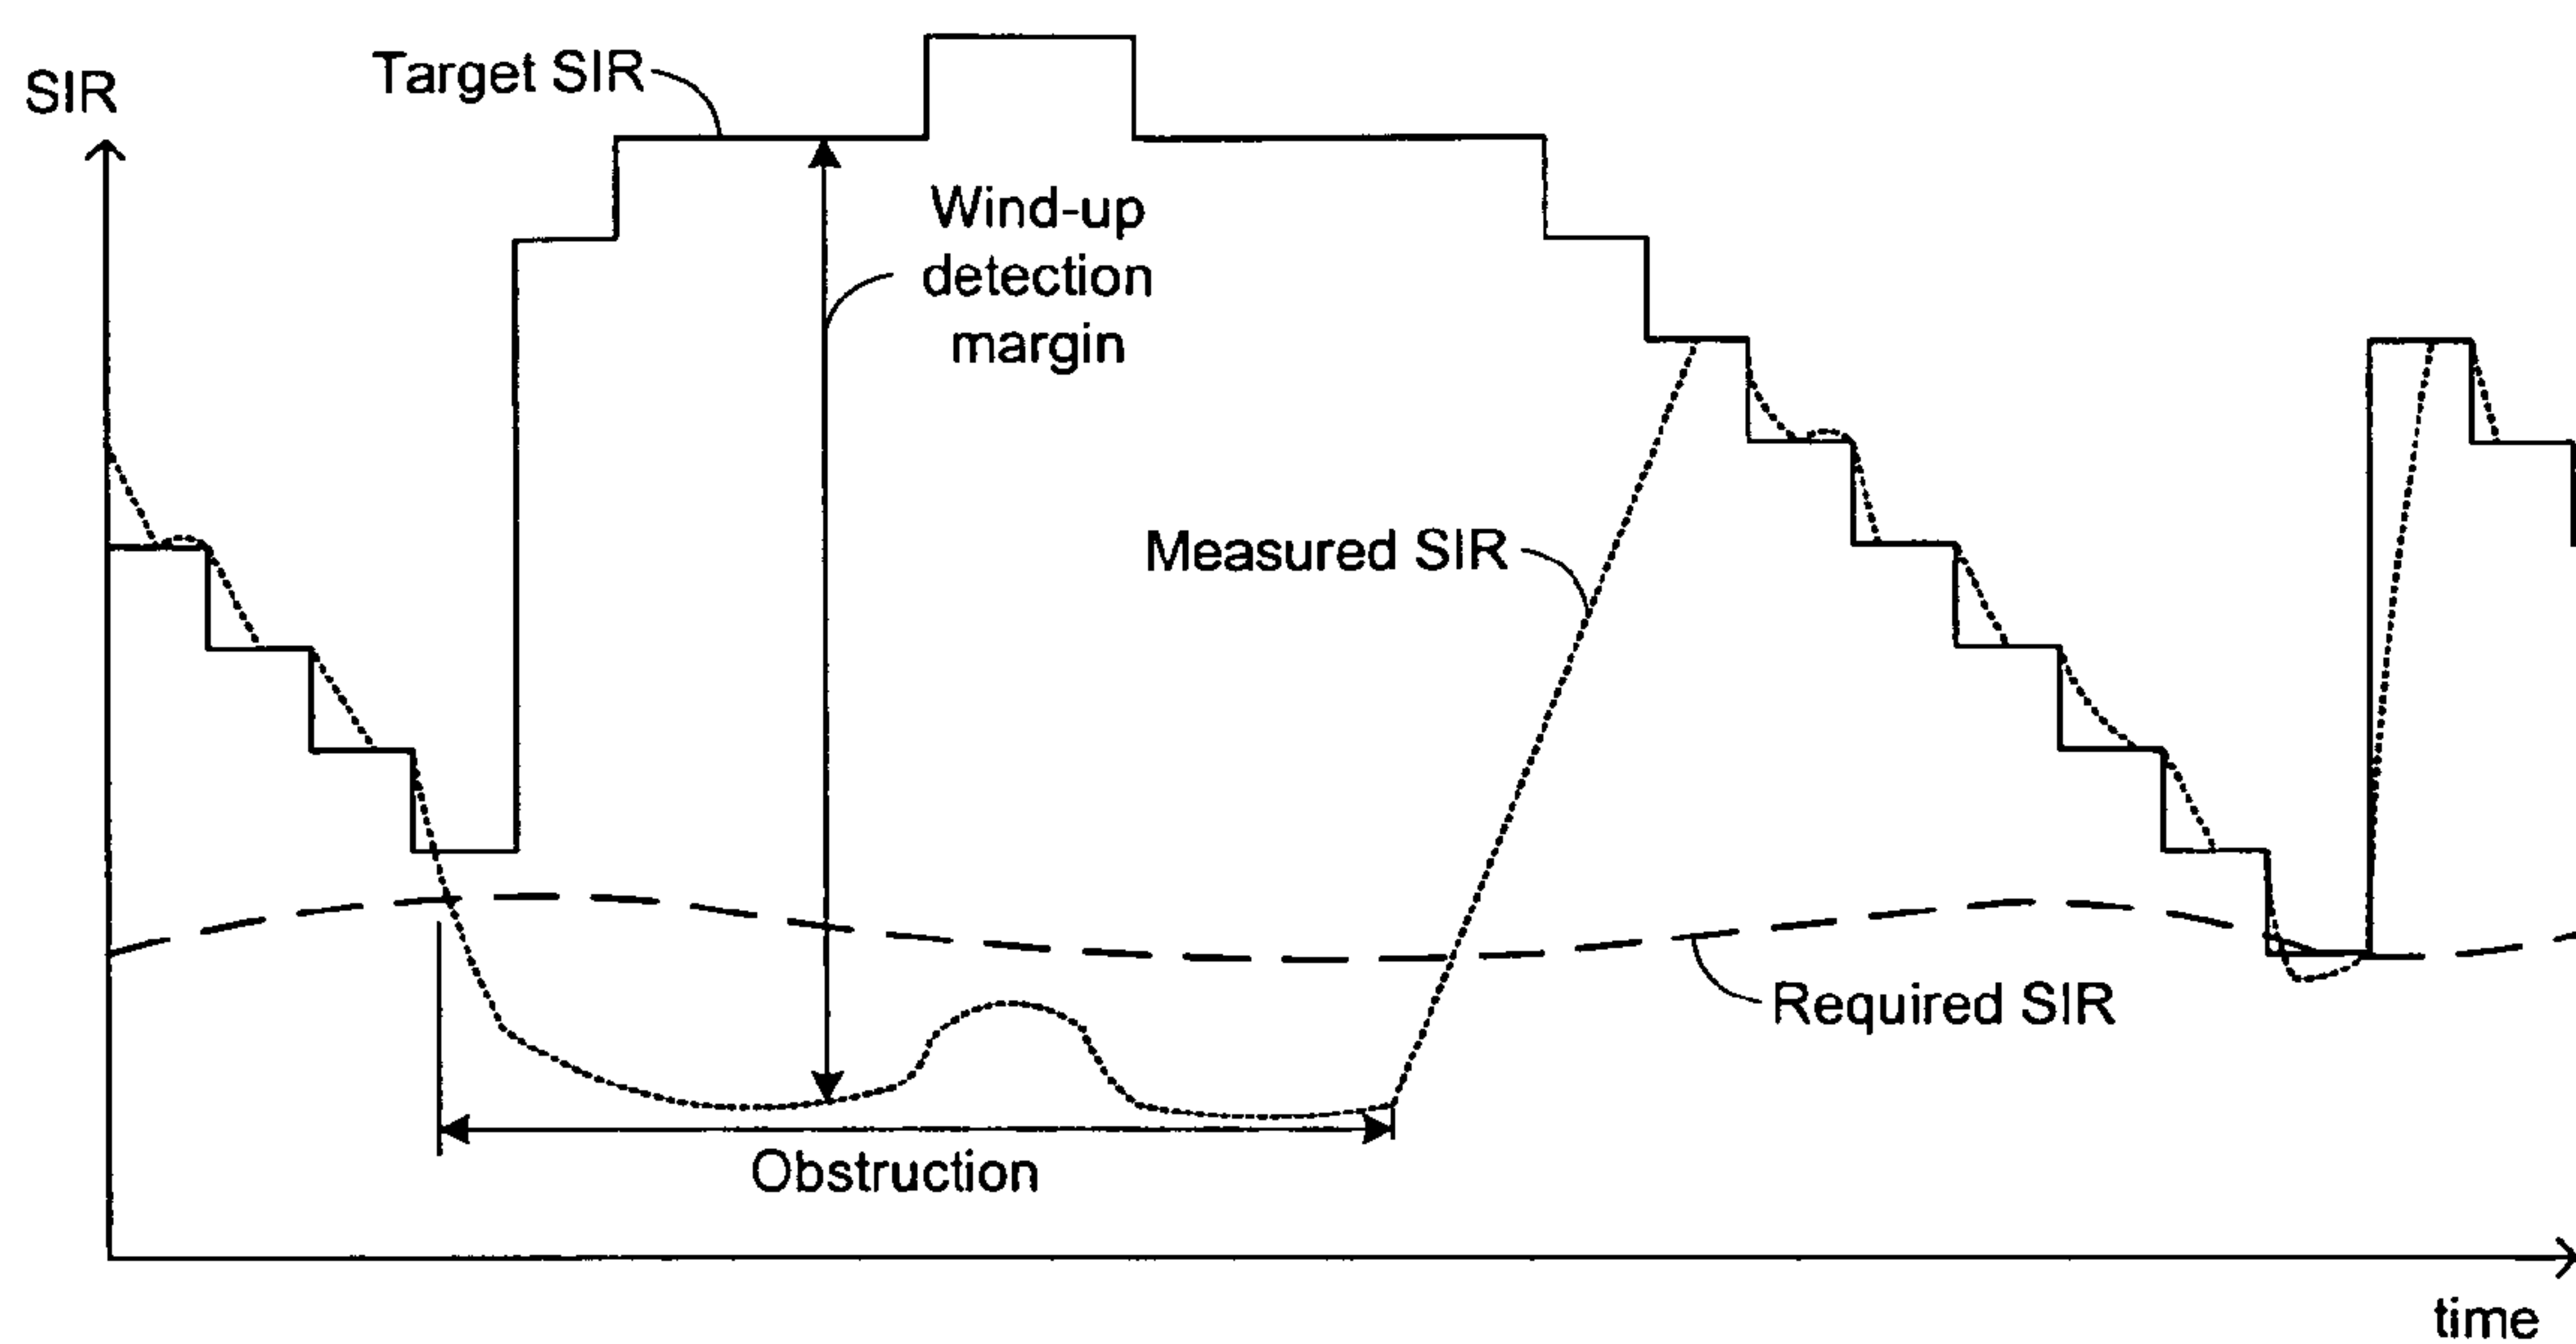 SIR
Target SIR
Wind-up
detection
margin
Measured SIR
Required SIR
Obstruction
time